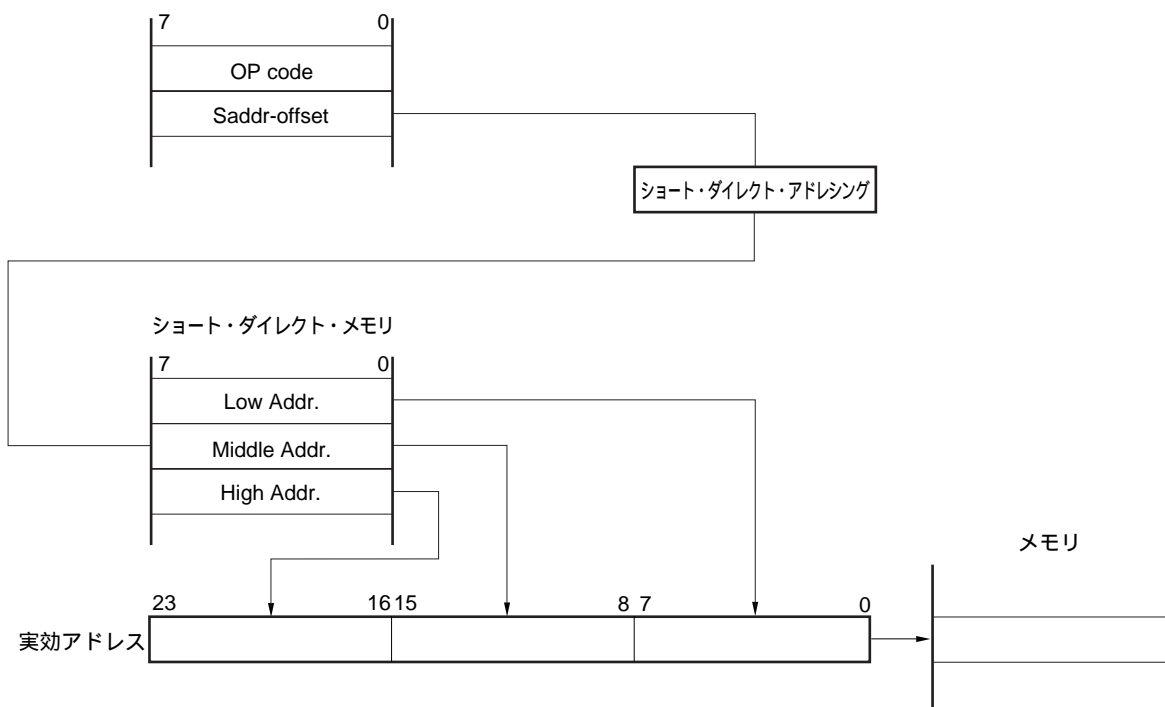 7 0
OP code
Saddr-offset
ショート・ダイレクト・アドレシング
ショート・ダイレクト・メモリ
7 0
Low Addr.
Middle Addr.
High Addr.
メモリ
23 16 15 8 7 0
実効アドレス